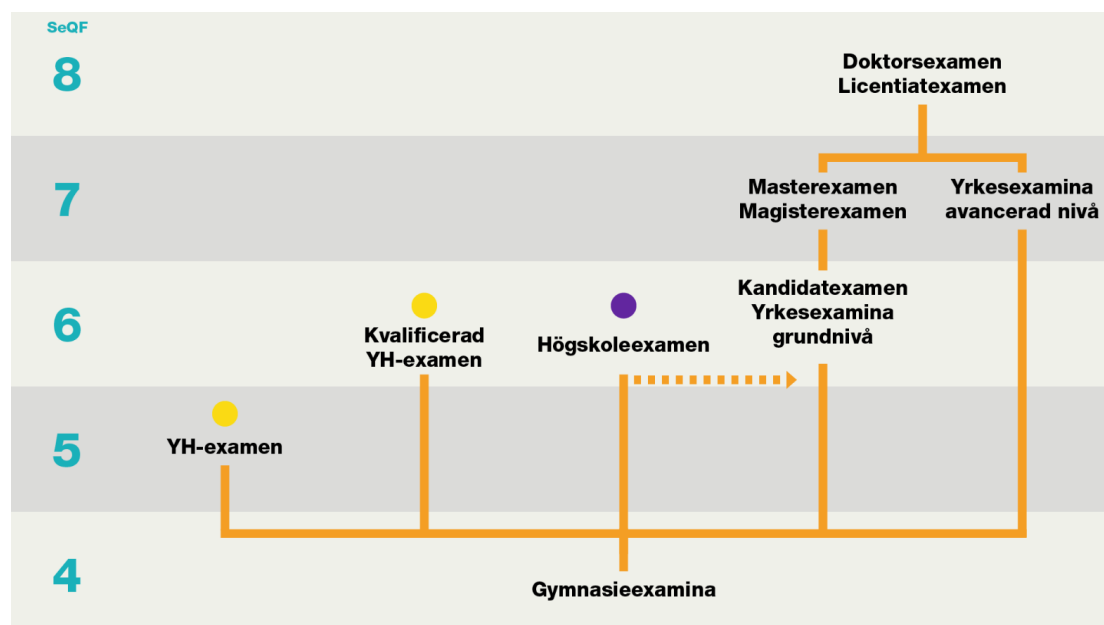 SeQF
8
Doktorsexamen
Licentiatexamen
7
Masterexamen
Magisterexamen
Yrkesexamina
avancerad nivå
6
Kvalificerad
YH-examen
Högskoleexamen
Kandidatexamen
Yrkesexamina
grundnivå
5
YH-examen
4
Gymnasieexamina